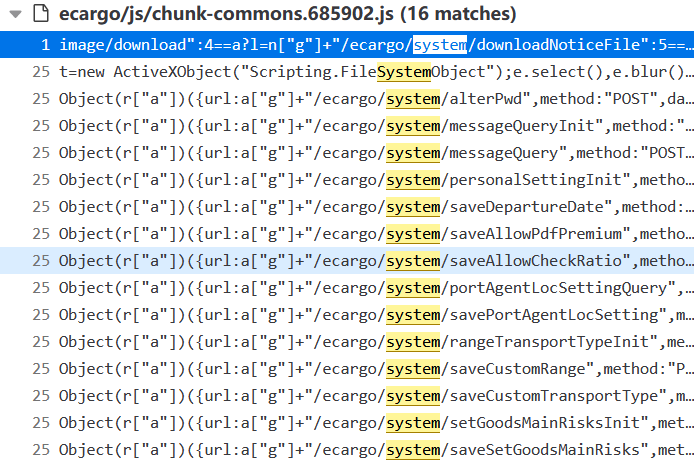 ecargo/js/chunk-commons.685902.js (16 matches)
1 image/download":4==a?l=n["g"]+"/ecargo/system/downloadNoticeFile":5==…
25 t=new ActiveXObject("Scripting.FileSystemObject");e.select(),e.blur()…
25 Object(r["a"])({url:a["g"]+"/ecargo/system/alterPwd",method:"POST",da…
25 Object(r["a"])({url:a["g"]+"/ecargo/system/messageQueryInit",method:"…
25 Object(r["a"])({url:a["g"]+"/ecargo/system/messageQuery",method:"POST…
25 Object(r["a"])({url:a["g"]+"/ecargo/system/personalSettingInit",metho…
25 Object(r["a"])({url:a["g"]+"/ecargo/system/saveDepartureDate",method:…
25 Object(r["a"])({url:a["g"]+"/ecargo/system/saveAllowPdfPremium",metho…
25 Object(r["a"])({url:a["g"]+"/ecargo/system/saveAllowCheckRatio",metho…
25 Object(r["a"])({url:a["g"]+"/ecargo/system/portAgentLocSettingQuery",…
25 Object(r["a"])({url:a["g"]+"/ecargo/system/savePortAgentLocSetting",m…
25 Object(r["a"])({url:a["g"]+"/ecargo/system/rangeTransportTypeInit",me…
25 Object(r["a"])({url:a["g"]+"/ecargo/system/saveCustomRange",method:"P…
25 Object(r["a"])({url:a["g"]+"/ecargo/system/saveCustomTransportType",m…
25 Object(r["a"])({url:a["g"]+"/ecargo/system/setGoodsMainRisksInit",met…
25 Object(r["a"])({url:a["g"]+"/ecargo/system/saveSetGoodsMainRisks",met…